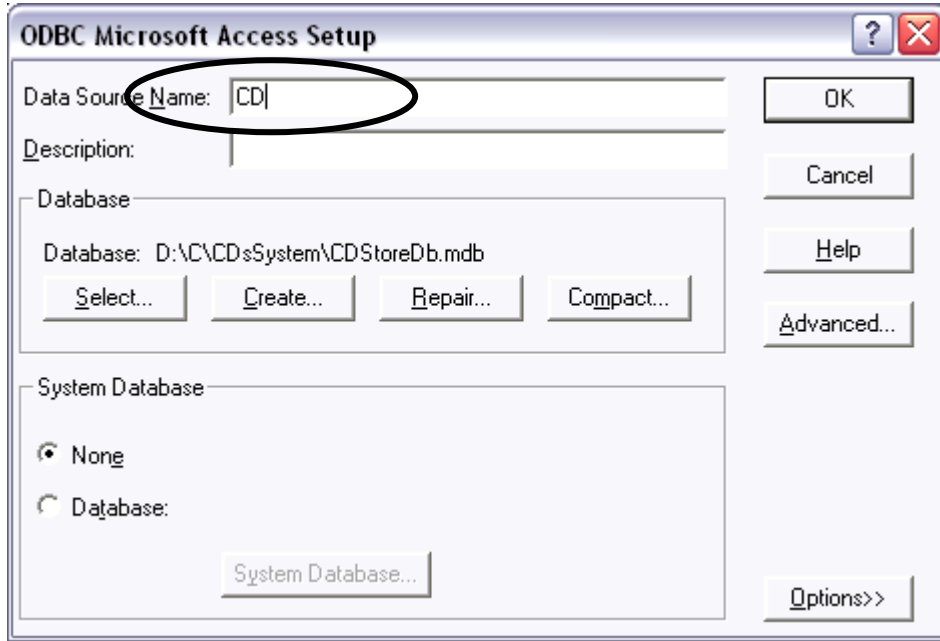 ODBC Microsoft Access Setup
Data Source Name: CD
OK
Description:
Cancel
Database
Database: D:\C\CDsSystem\CDStoreDb.mdb
Help
Select... Create... Repair... Compact...
Advanced...
System Database
None
Database:
System Database...
Options>>